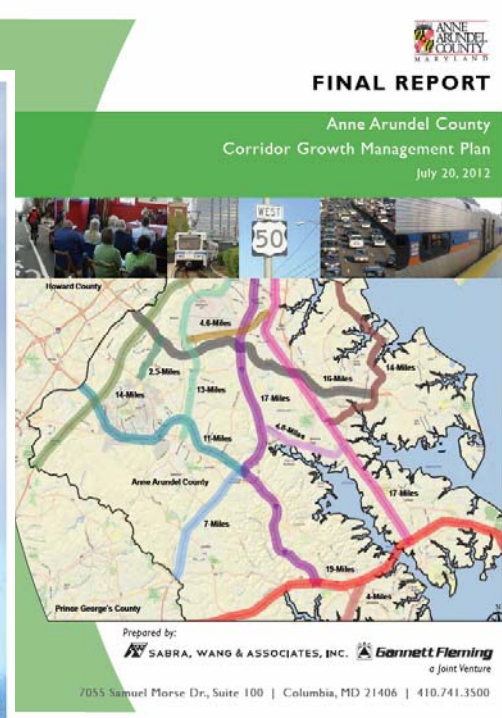 ANNE
ARUNDEL
COUNTY
MARYLAND
FINAL REPORT
Anne Arundel County
Corridor Growth Management Plan
July 20, 2012
WEST
50
Howard County
4.6-Miles
2.5-Miles
14-Miles
13-Miles
16-Miles
14-Miles
17-Miles
11-Miles
4.8-Miles
Anne Arundel County
17-Miles
7-Miles
19-Miles
4-Miles
Prince George's County
Prepared by:
SABRA, WANG & ASSOCIATES, INC. Gannett Fleming
a Joint Venture
7055 Samuel Morse Dr., Suite 100 | Columbia, MD 21406 | 410.741.3500